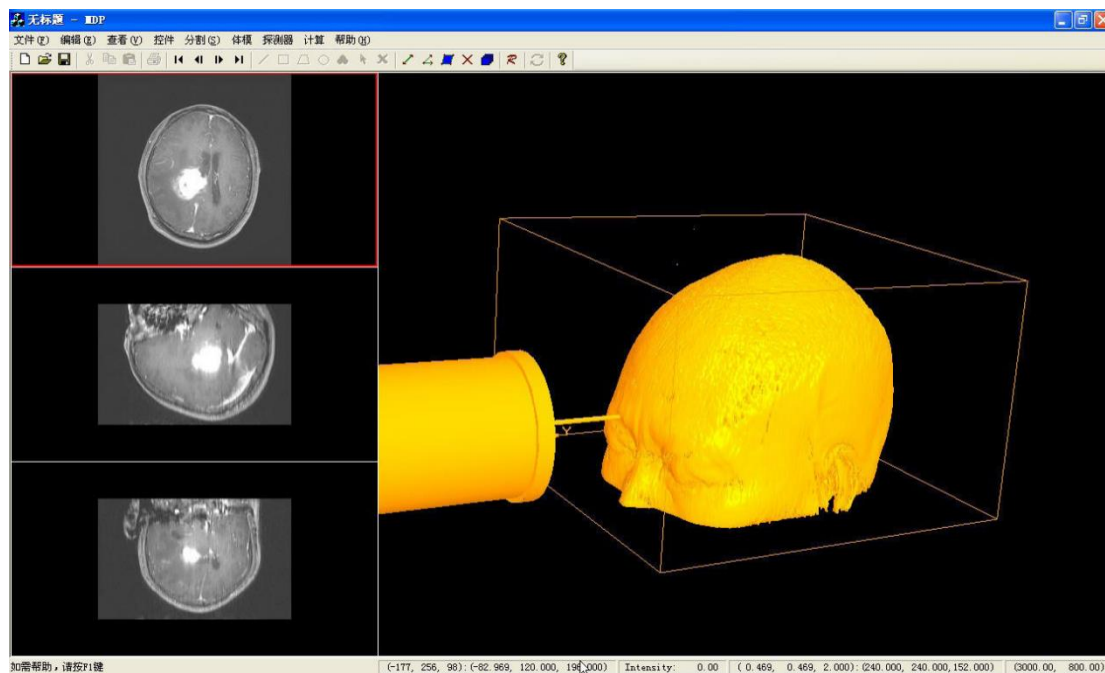 无标题 - MDP
文件(F) 编辑(E) 查看(V) 控件 分割(S) 体模 探测器 计算 帮助(H)
R
Y
如需帮助,请按F1键 (-177, 256, 98):(-82.969, 120.000, 196.000) Intensity: 0.00 ( 0.469, 0.469, 2.000):(240.000, 240.000,152.000) (3000.00, 800.00)